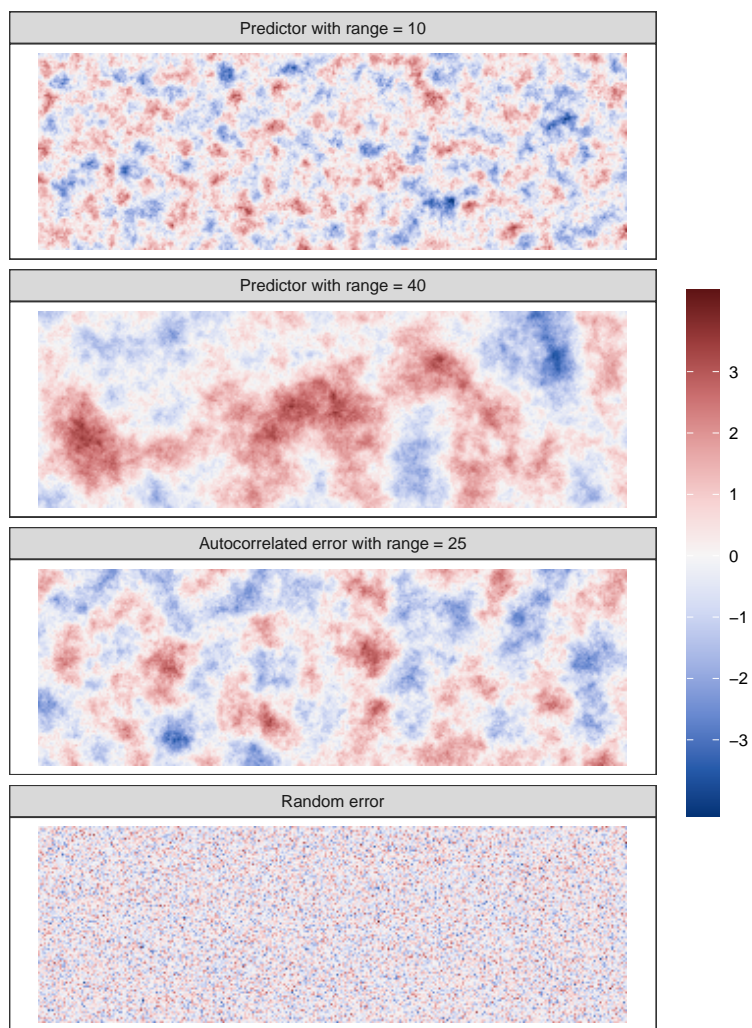 Predictor with range = 10
Predictor with range = 40
Autocorrelated error with range = 25
Random error
3
2
1
0
−1
−2
−3